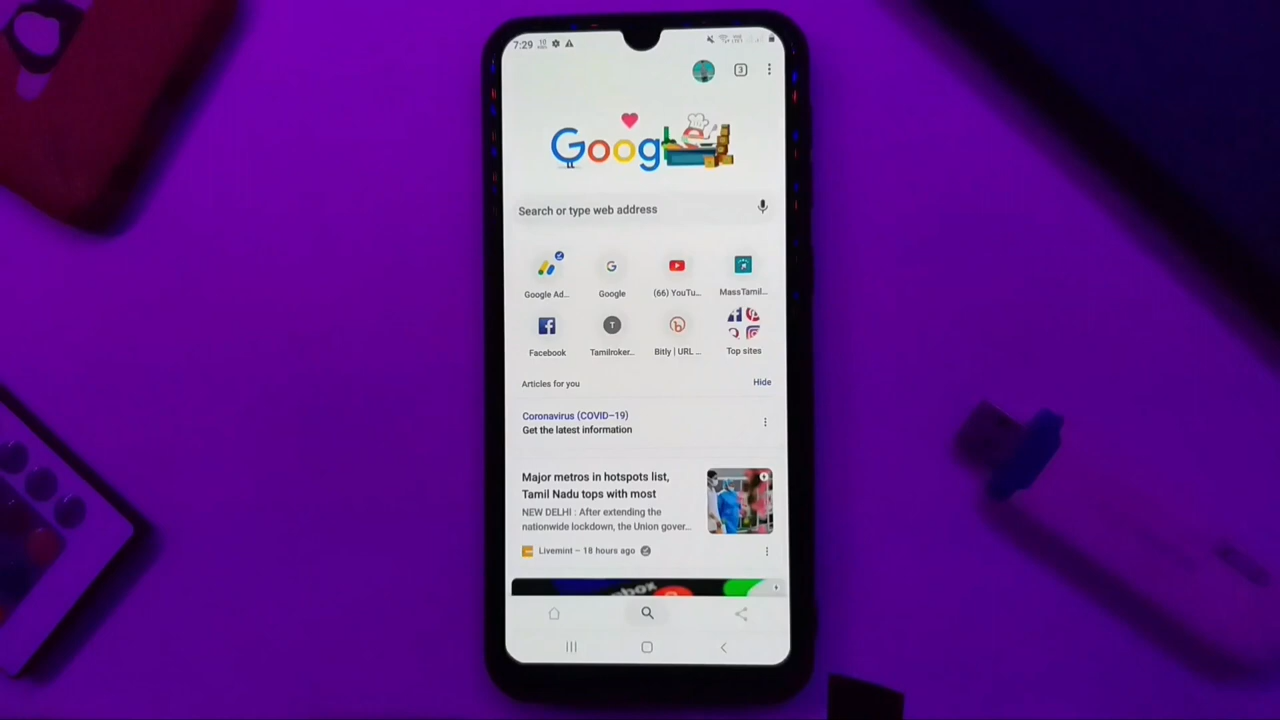 7:29
3
Google
Search or type web address
Google Ad...
Google
(66) YouTu...
MassTamil...
Facebook
T
Tamilroker...
Bitly | URL ...
Top sites
Articles for you
Hide
Coronavirus (COVID–19)
Get the latest information
Major metros in hotspots list,
Tamil Nadu tops with most
NEW DELHI : After extending the
nationwide lockdown, the Union gover...
Livemint – 18 hours ago